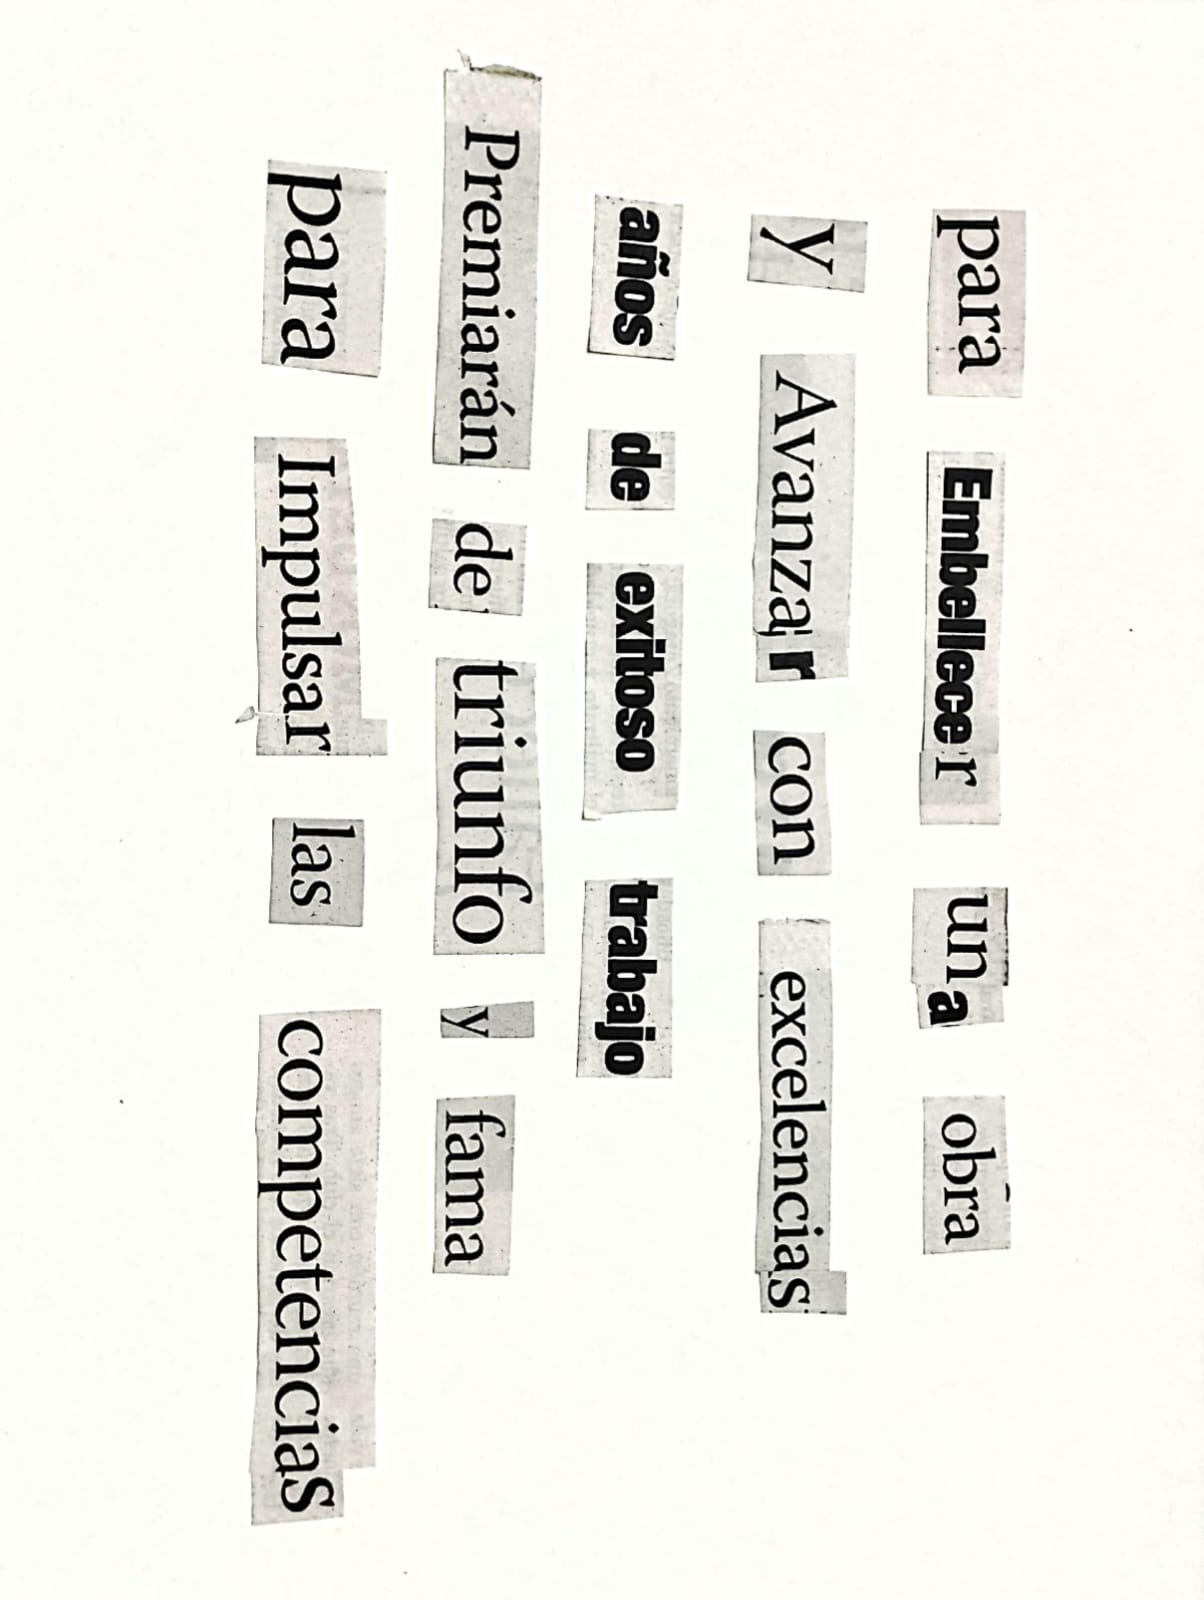 para Embellecer una obra
y Avanzar con excelencias
años de exitoso trabajo
Premiarán de triunfo y fama
para Impulsar las competencias